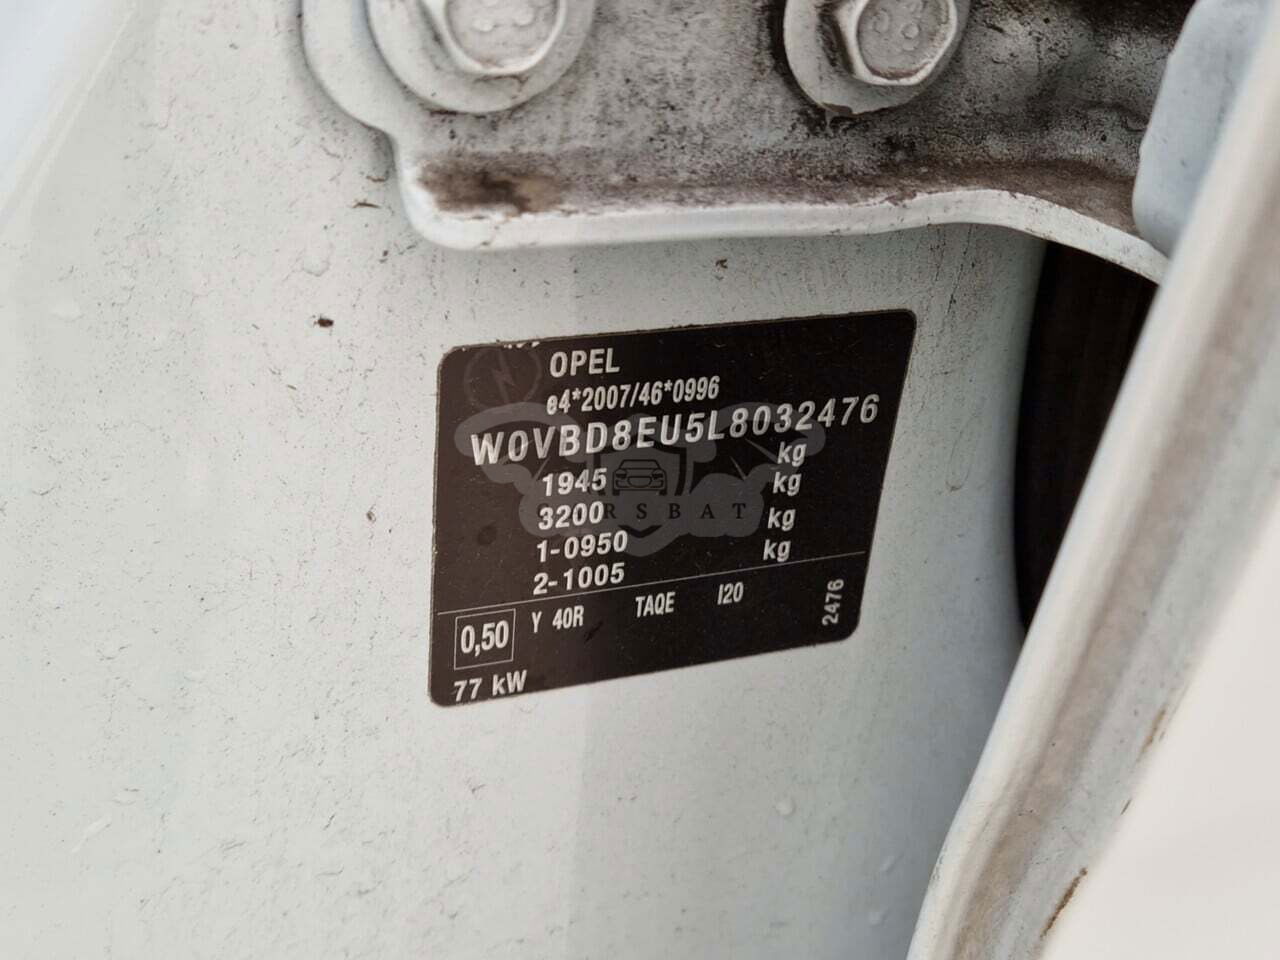 OPEL
e4*2007/46*0996
W0VBD8EU5L8032476
1945 kg
3200 kg
1-0950 kg
2-1005 kg
0,50 Y 40R TAQE I20
2476
77 kW